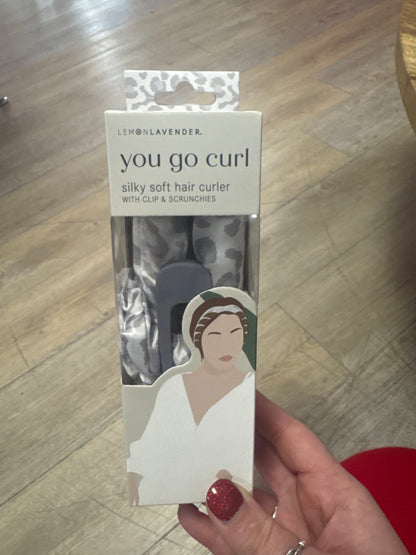 LEMONLAVENDER.
you go curl
silky soft hair curler
WITH CLIP & SCRUNCHIES